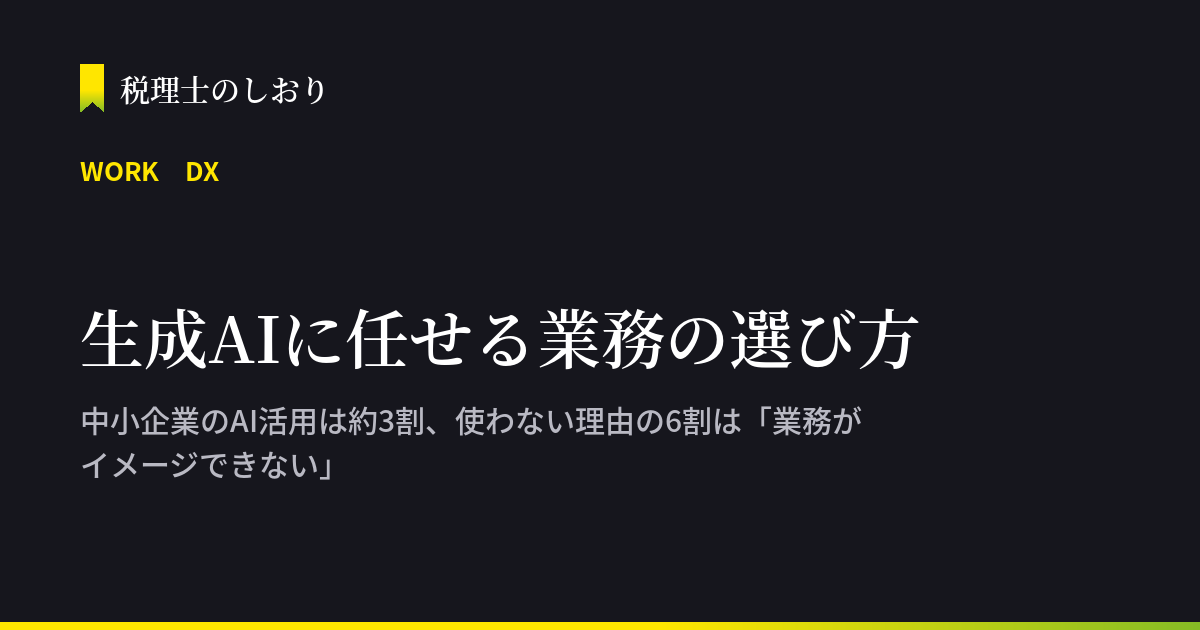 税理士のしおり
WORK DX
生成AIに任せる業務の選び方
中小企業のAI活用は約3割、使わない理由の6割は「業務が
イメージできない」